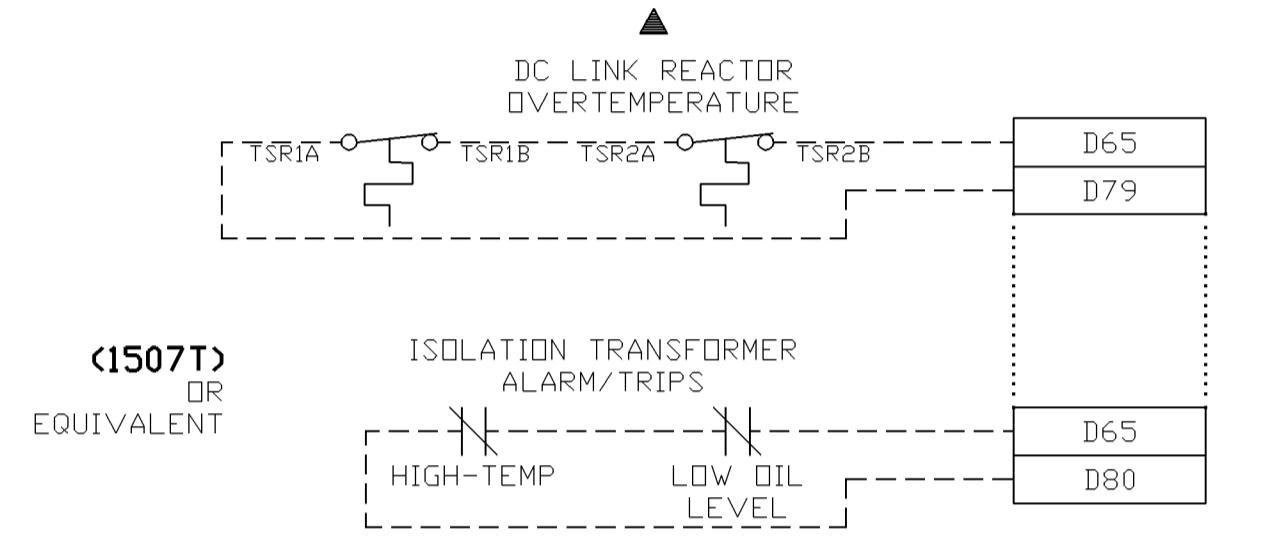 DC LINK REACTOR
OVERTEMPERATURE
TSR1A TSR1B TSR2A TSR2B D65
D79
(1507T)
OR
EQUIVALENT
ISOLATION TRANSFORMER
ALARM/TRIPS
D65
HIGH-TEMP LOW OIL D80
LEVEL